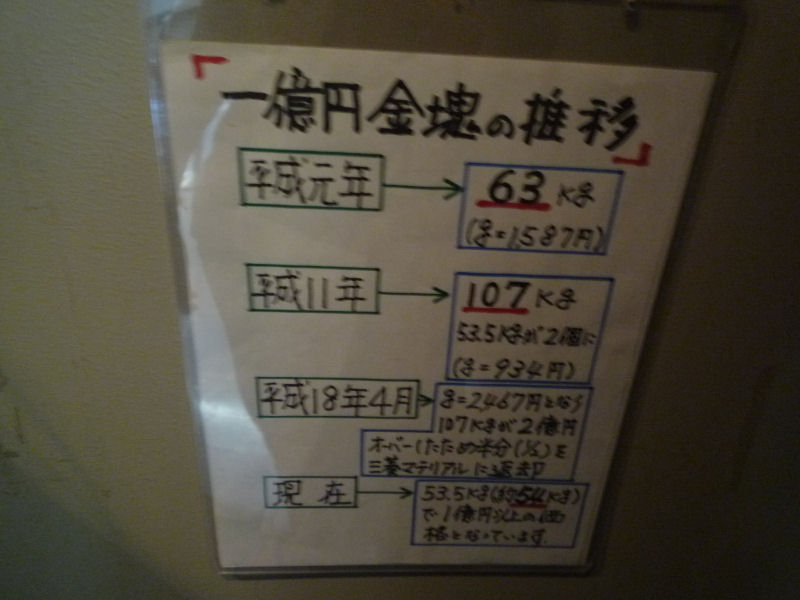 「一億円金塊の推移」
平成元年
63 Kg
(g=1,587円)
平成11年
107 Kg
53.5Kgが2個に
(g=934円)
平成18年4月
g=2,467円となり
107Kgが2億円
オーバーしたため半分(½)を
三菱マテリアルに返却
現在
53.5Kg(約54Kg)
で1億円以上の価
格となっています。